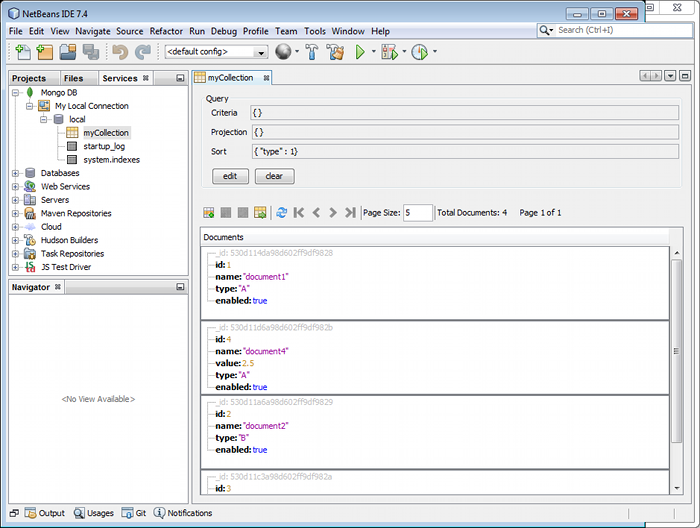 NetBeans IDE 7.4
File Edit View Navigate Source Refactor Run Debug Profile Team Tools Window Help
Search (Ctrl+I)
<default config>
Projects Files Services
Mongo DB
My Local Connection
local
myCollection
startup_log
system.indexes
Databases
Web Services
Servers
Maven Repositories
Cloud
Hudson Builders
Task Repositories
JS Test Driver
Navigator
<No View Available>
myCollection
Query
Criteria {}
Projection {}
Sort { "type" : 1}
edit clear
Page Size: 5 Total Documents: 4 Page 1 of 1
Documents
_id: 530d114da98d602ff9df9828
id: 1
name: "document1"
type: "A"
enabled: true
_id: 530d11d6a98d602ff9df982b
id: 4
name: "document4"
value: 2.5
type: "A"
enabled: true
_id: 530d11a6a98d602ff9df9829
id: 2
name: "document2"
type: "B"
enabled: true
_id: 530d11c3a98d602ff9df982a
id: 3
Output Usages Git Notifications